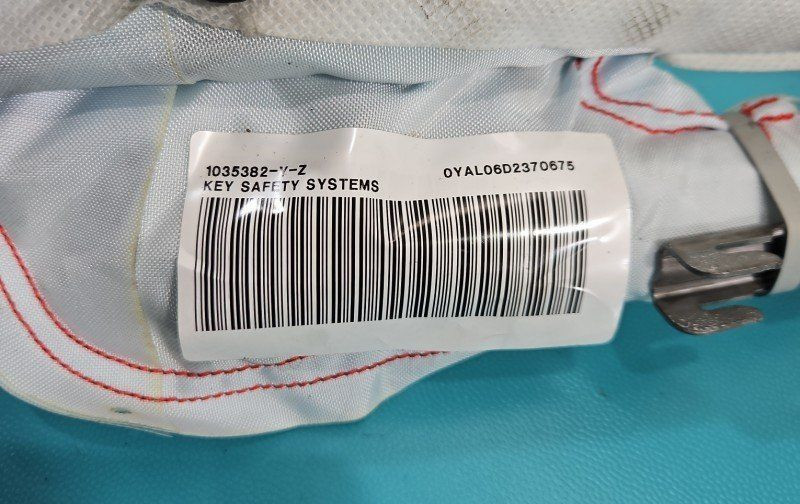 1035382-Y-Z 0YAL06D2370675
KEY SAFETY SYSTEMS